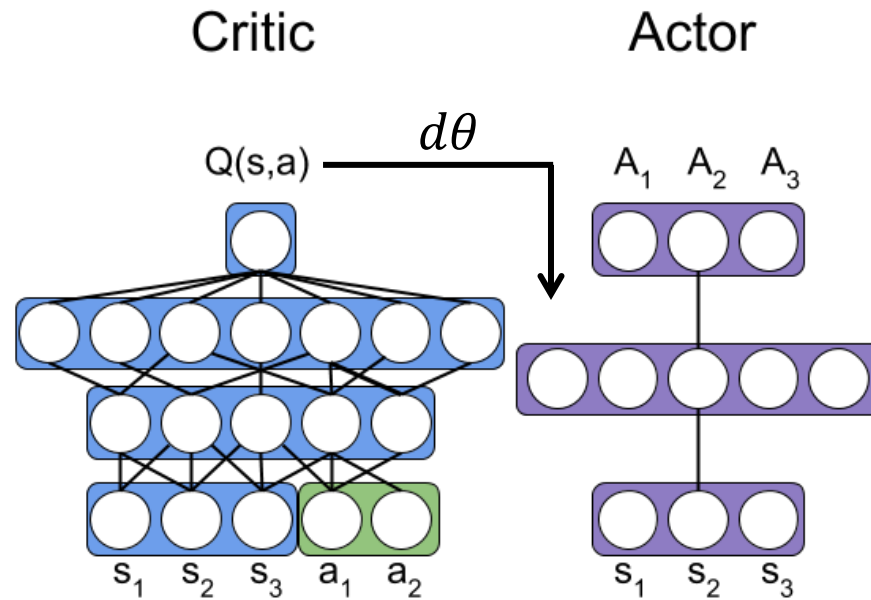 Critic Actor
dθ
Q(s,a) A₁ A₂ A₃
s₁ s₂ s₃ a₁ a₂ s₁ s₂ s₃